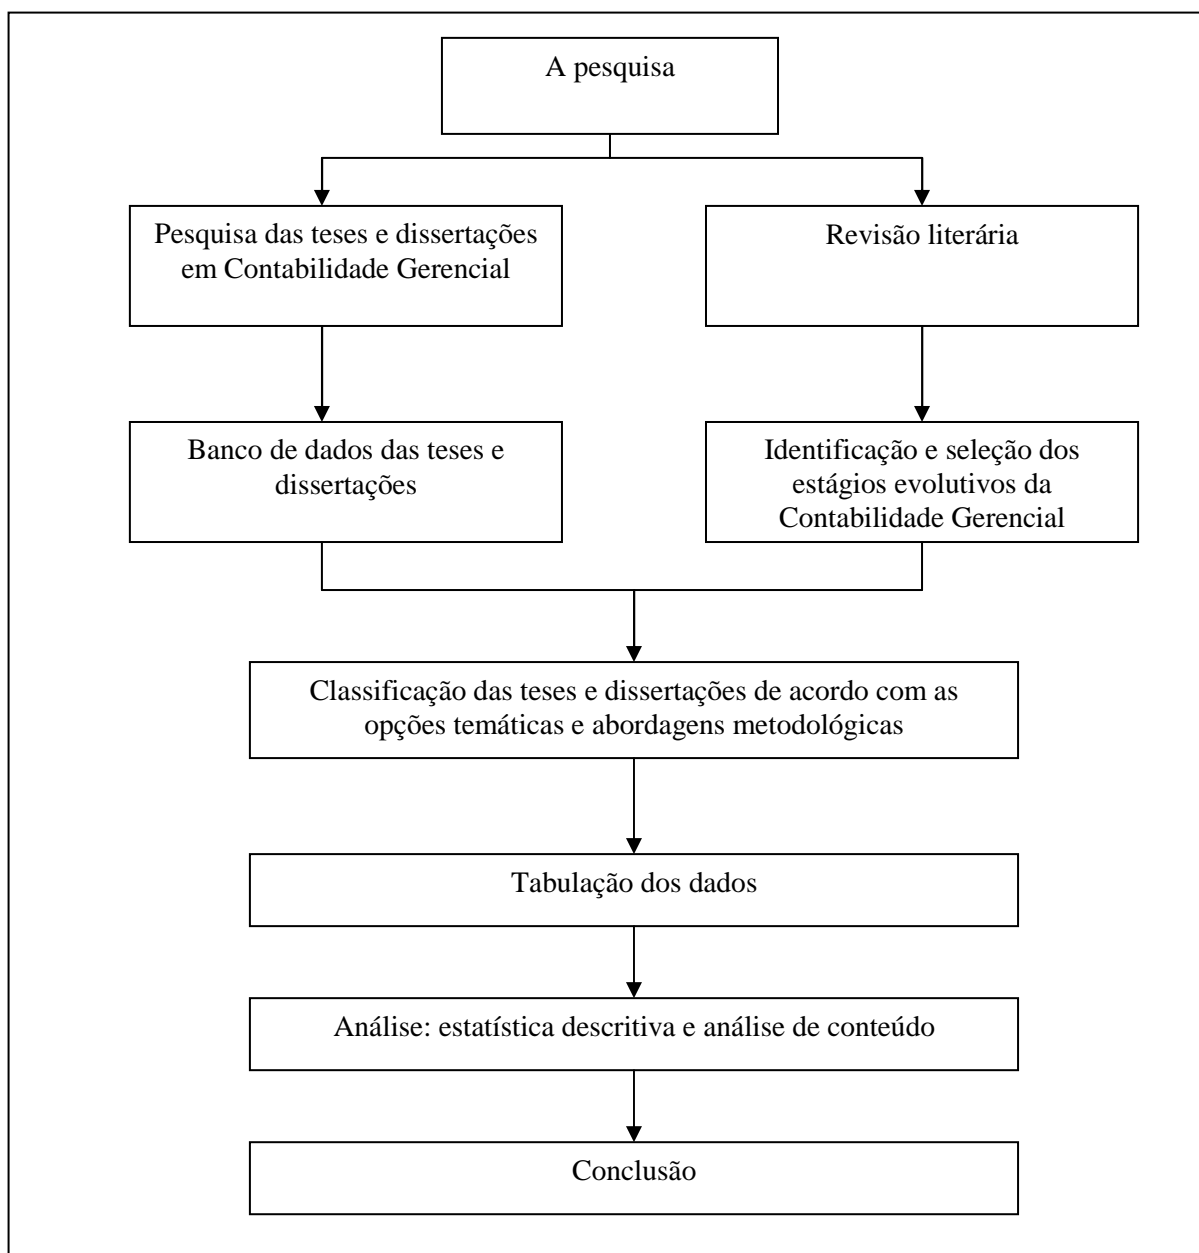 A pesquisa
Pesquisa das teses e dissertações
em Contabilidade Gerencial
Revisão literária
Banco de dados das teses e
dissertações
Identificação e seleção dos
estágios evolutivos da
Contabilidade Gerencial
Classificação das teses e dissertações de acordo com as
opções temáticas e abordagens metodológicas
Tabulação dos dados
Análise: estatística descritiva e análise de conteúdo
Conclusão